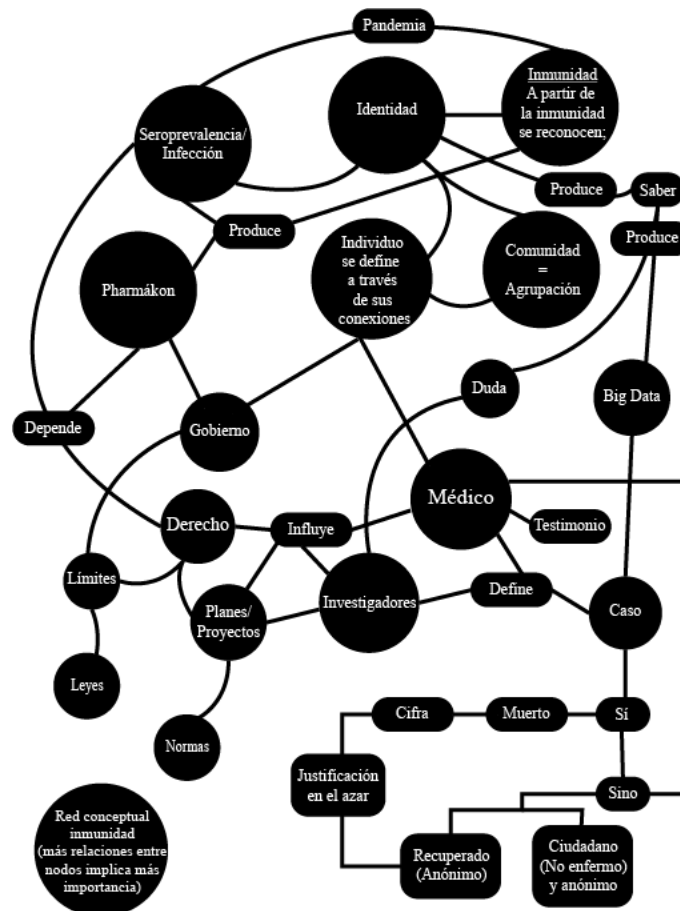 Pandemia
Inmunidad
A partir de
la inmunidad
se reconocen;
Identidad
Seroprevalencia/
Infección
Produce
Saber
Produce
Produce
Individuo
se define
a través
de sus
conexiones
Comunidad
=
Agrupación
Pharmákon
Duda
Big Data
Depende
Gobierno
Médico
Derecho
Influye
Testimonio
Límites
Planes/
Proyectos
Investigadores
Define
Caso
Leyes
Normas
Cifra
Muerto
Sí
Justificación
en el azar
Sino
Red conceptual
inmunidad
(más relaciones entre
nodos implica más
importancia)
Recuperado
(Anónimo)
Ciudadano
(No enfermo)
y anónimo